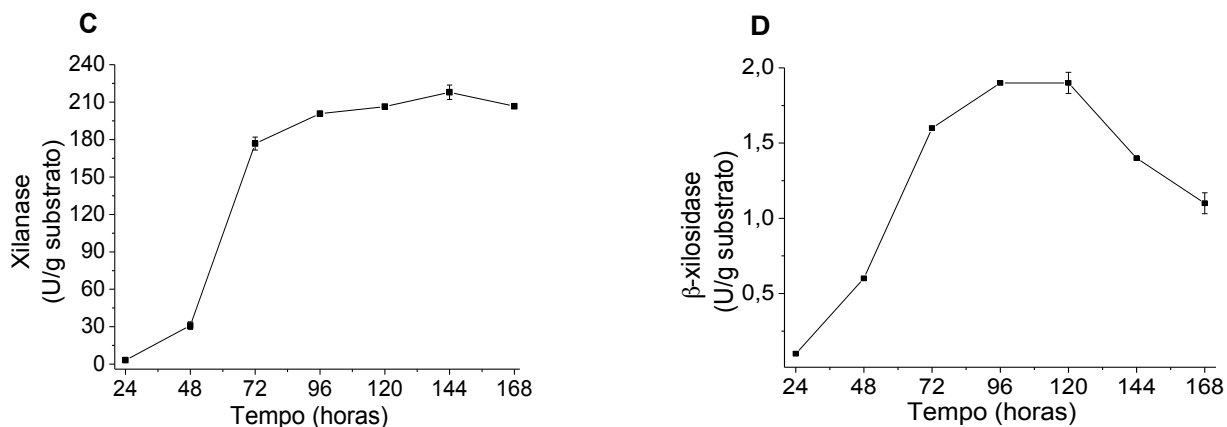 C
Xilanase
(U/g substrato)
240
210
180
150
120
90
60
30
0
24 48 72 96 120 144 168
Tempo (horas)
D
β-xilosidase
(U/g substrato)
2,0
1,5
1,0
0,5
24 48 72 96 120 144 168
Tempo (horas)